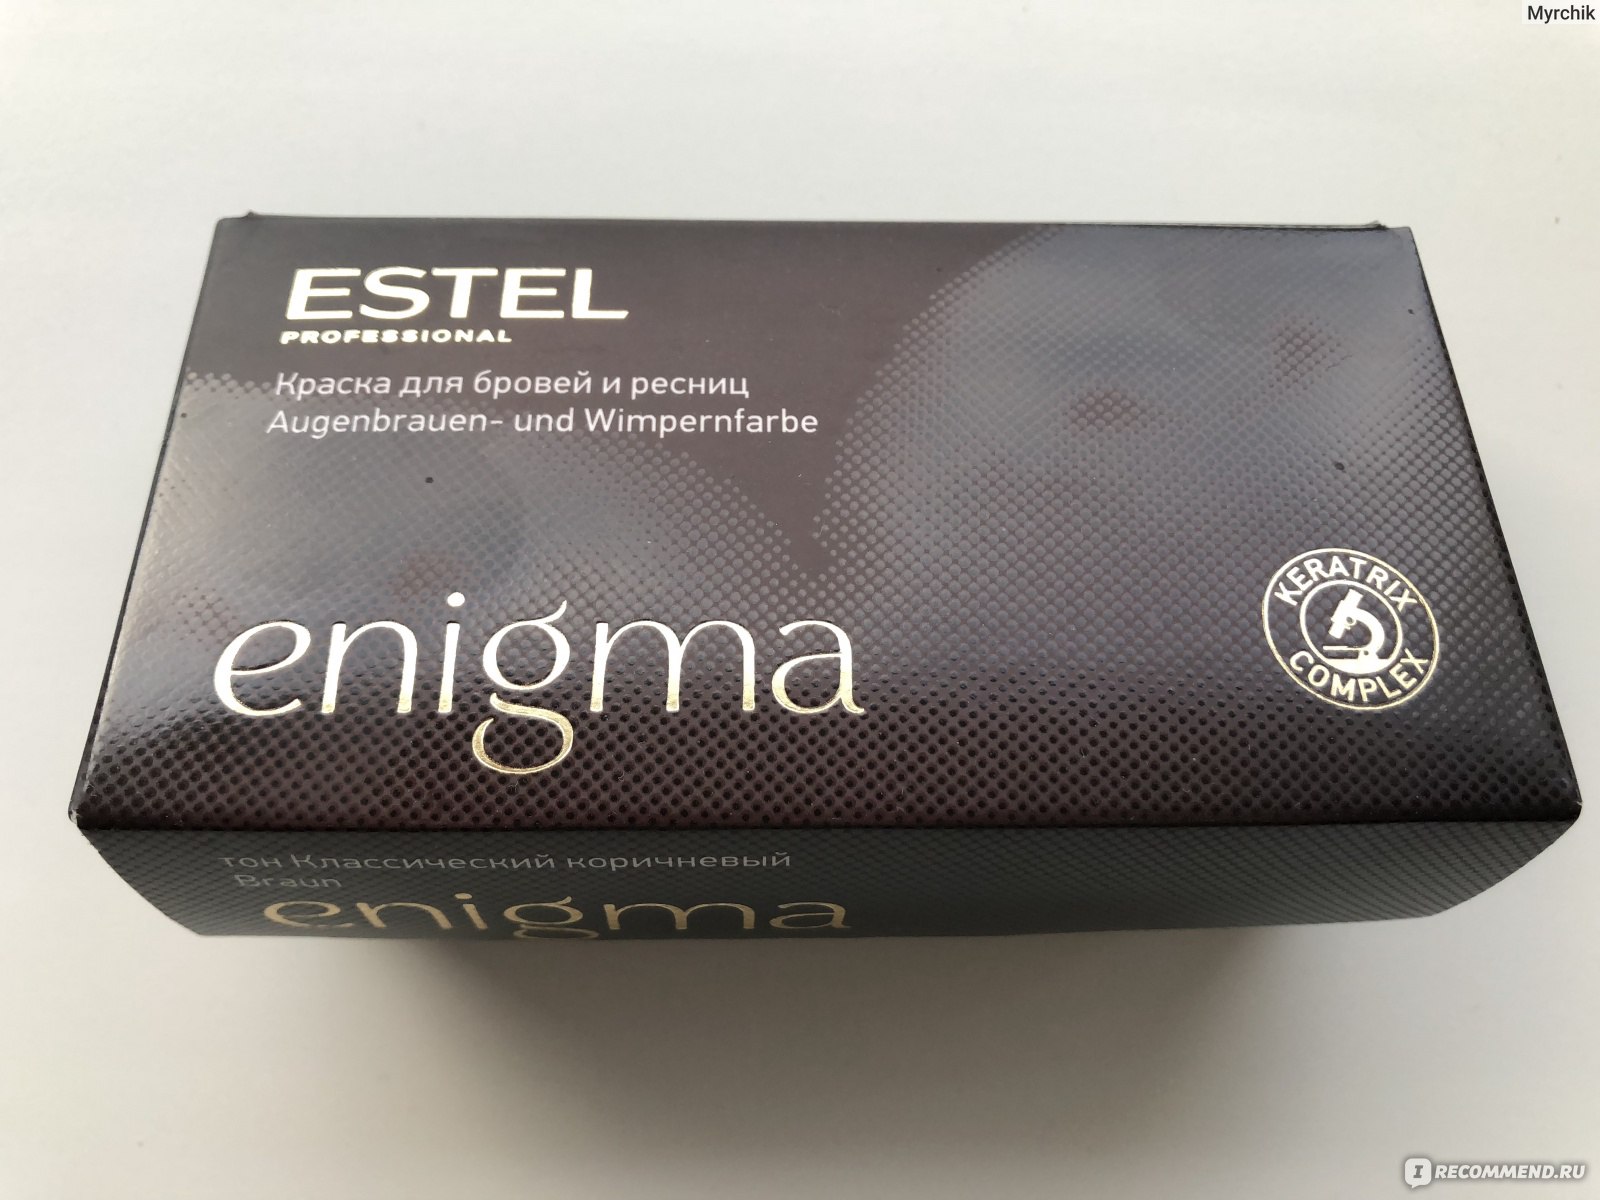 Myrchik
ESTEL
PROFESSIONAL
Краска для бровей и ресниц
Augenbrauen- und Wimpernfarbe
enigma
KERATRIX
COMPLEX
тон Классический коричневый
Braun
enigma
IRECOMMEND.RU